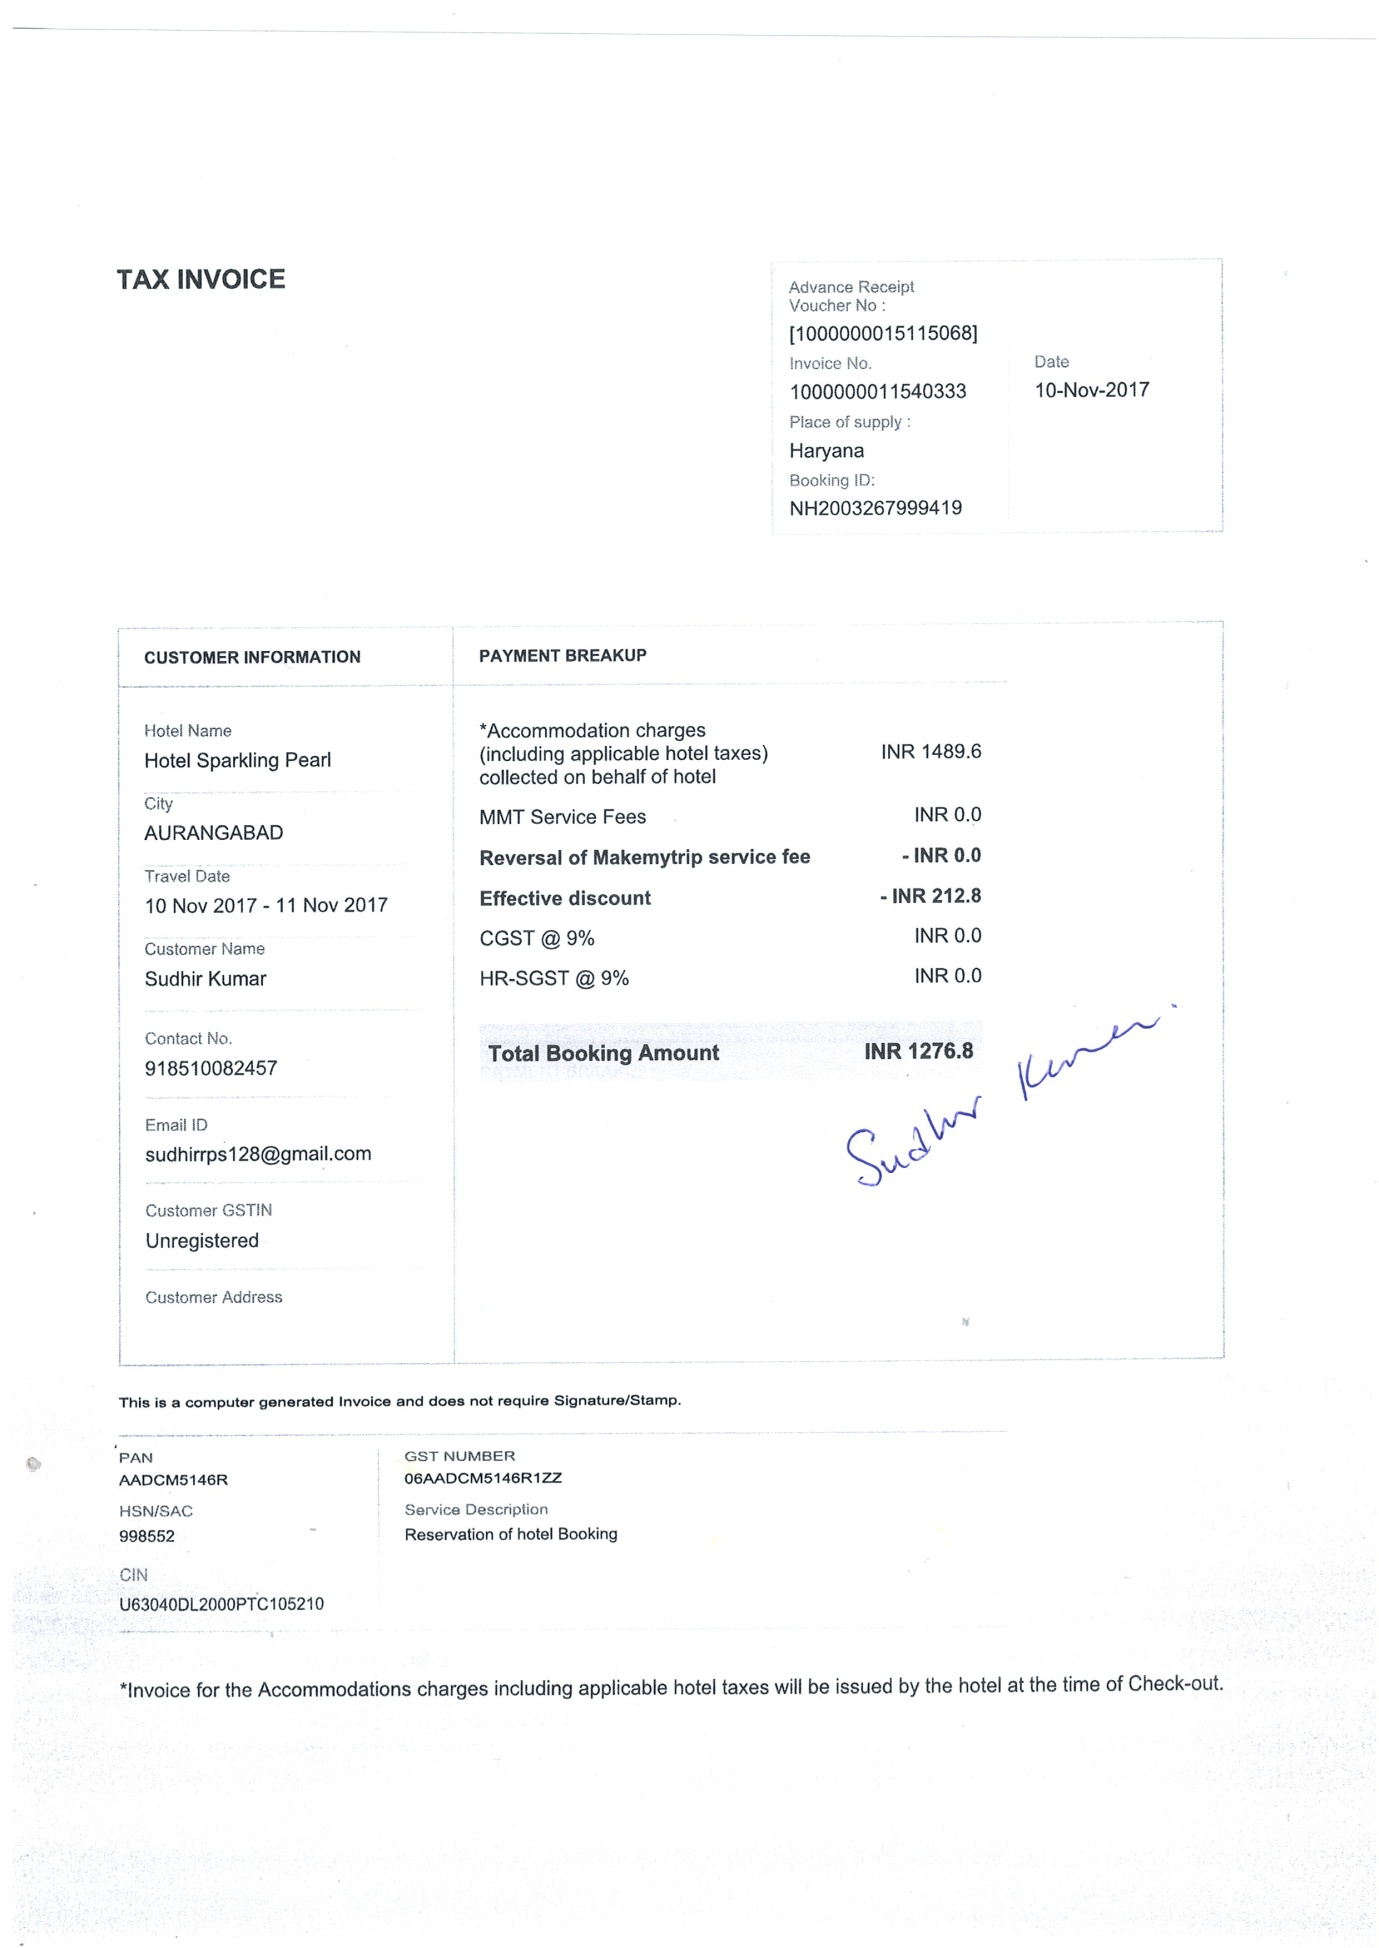 TAX INVOICE
Advance Receipt
Voucher No :
[1000000015115068]
Invoice No.
Date
1000000011540333
10-Nov-2017
Place of supply :
Haryana
Booking ID:
NH2003267999419
CUSTOMER INFORMATION
Hotel Name
Hotel Sparkling Pearl
City
AURANGABAD
Travel Date
10 Nov 2017 - 11 Nov 2017
Customer Name
Sudhir Kumar
Contact No.
918510082457
Email ID
sudhirrps128@gmail.com
Customer GSTIN
Unregistered
Customer Address
PAYMENT BREAKUP
*Accommodation charges
(including applicable hotel taxes) INR 1489.6
collected on behalf of hotel
MMT Service Fees INR 0.0
Reversal of Makemytrip service fee - INR 0.0
Effective discount - INR 212.8
CGST @ 9% INR 0.0
HR-SGST @ 9% INR 0.0
Total Booking Amount INR 1276.8
Sudhir Kumar.
This is a computer generated Invoice and does not require Signature/Stamp.
PAN
AADCM5146R
HSN/SAC
998552
CIN
U63040DL2000PTC105210
GST NUMBER
06AADCM5146R1ZZ
Service Description
Reservation of hotel Booking
*Invoice for the Accommodations charges including applicable hotel taxes will be issued by the hotel at the time of Check-out.